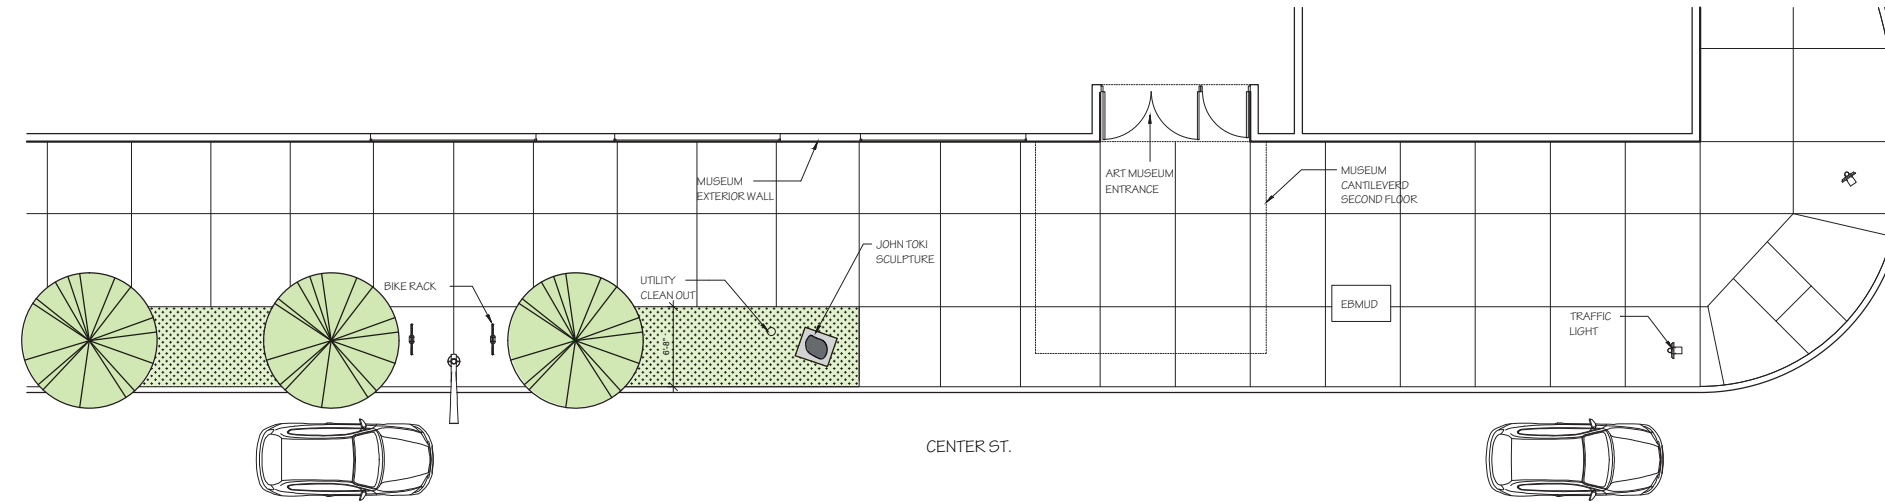 ART MUSEUM
ENTRANCE
MUSEUM
CANTILEVERD
SECOND FLOOR
MUSEUM
EXTERIOR WALL
JOHN TOKI
SCULPTURE
UTILITY
CLEAN OUT
BIKE RACK
6'-8"
EBMUD
TRAFFIC
LIGHT
CENTER ST.